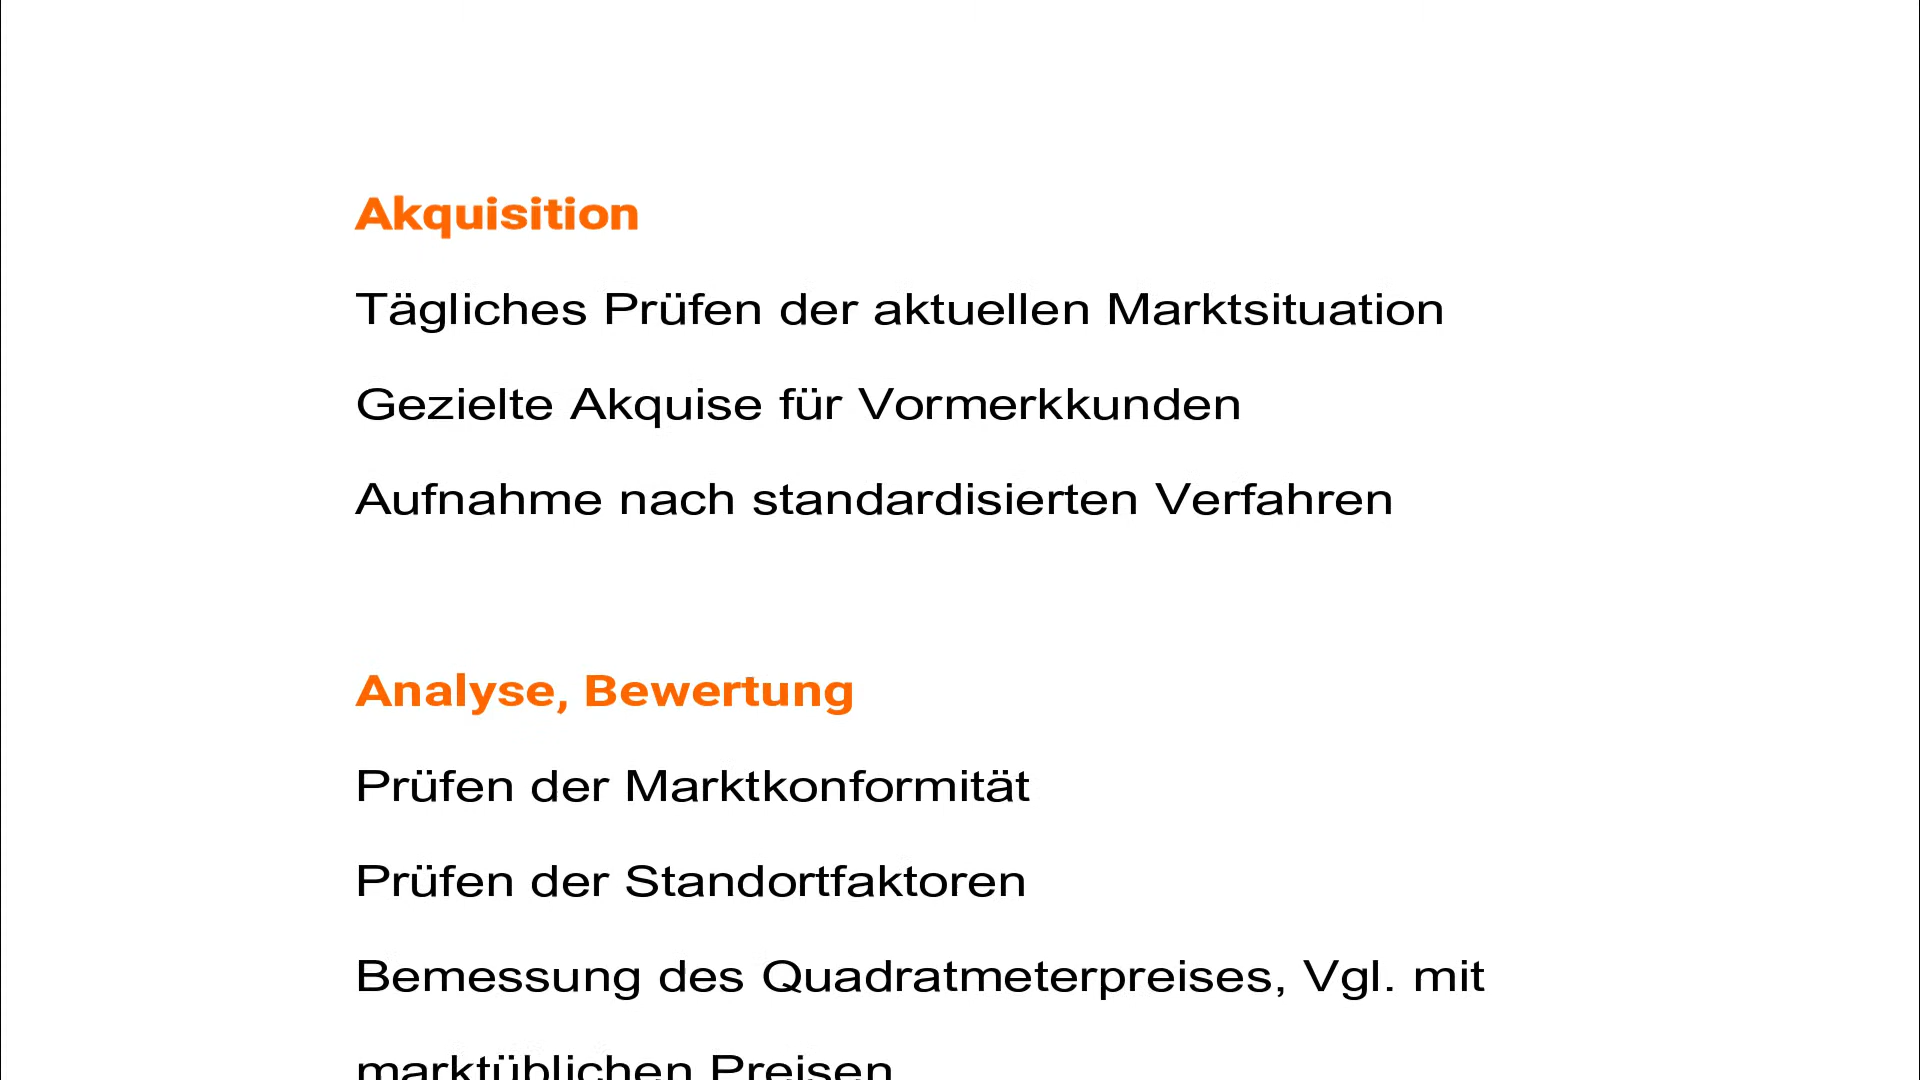 Akquisition
Tägliches Prüfen der aktuellen Marktsituation
Gezielte Akquise für Vormerkkunden
Aufnahme nach standardisierten Verfahren
Analyse, Bewertung
Prüfen der Marktkonformität
Prüfen der Standortfaktoren
Bemessung des Quadratmeterpreises, Vgl. mit
marktüblichen Preisen